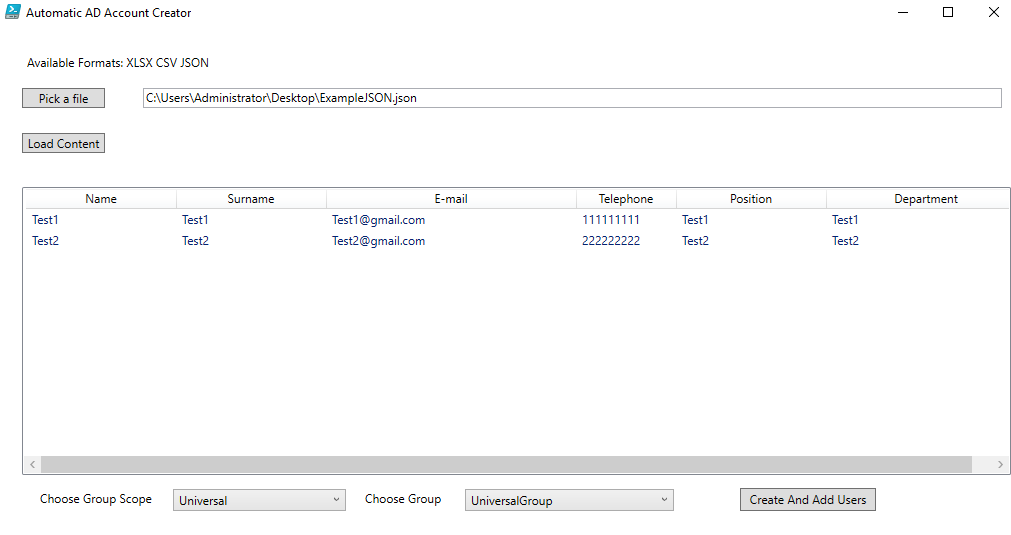 Automatic AD Account Creator
Available Formats: XLSX CSV JSON
Pick a file
C:\Users\Administrator\Desktop\ExampleJSON.json
Load Content
Name Surname E-mail Telephone Position Department
Test1 Test1 Test1@gmail.com 111111111 Test1 Test1
Test2 Test2 Test2@gmail.com 222222222 Test2 Test2
Choose Group Scope Universal Choose Group UniversalGroup Create And Add Users